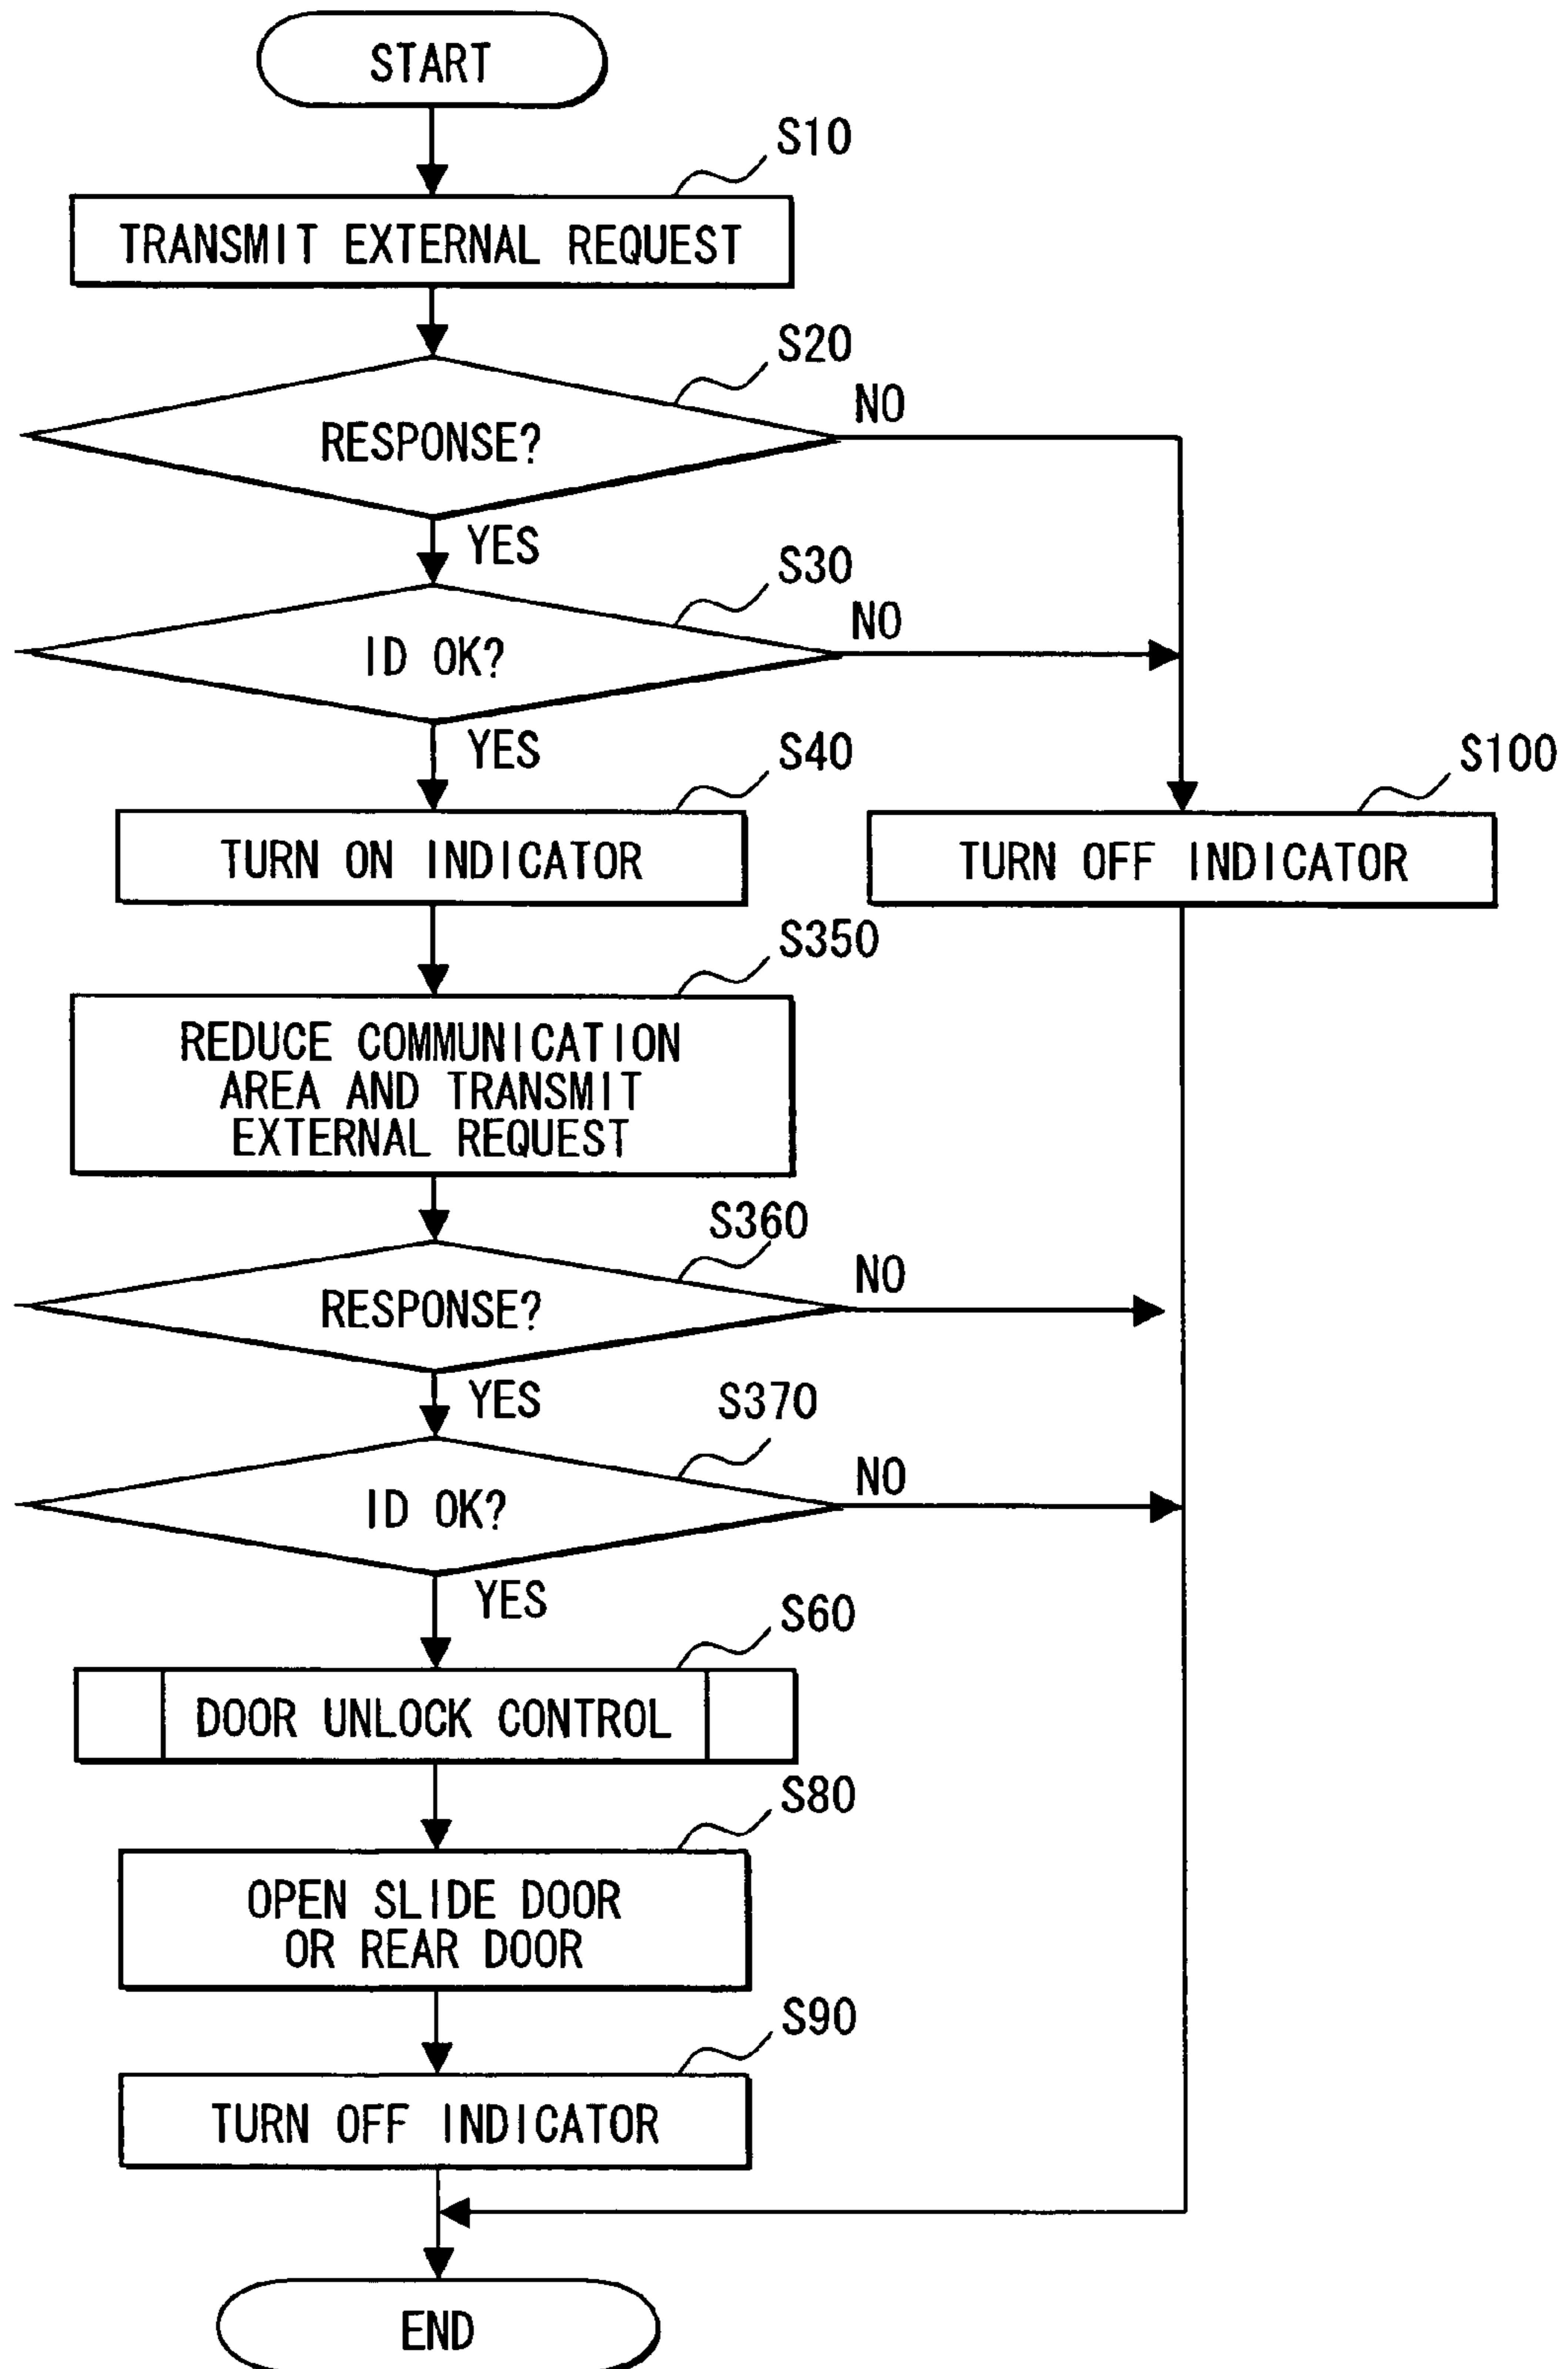 START
S10
TRANSMIT EXTERNAL REQUEST
S20
RESPONSE?
NO
YES
S30
ID OK?
NO
YES
S40
TURN ON INDICATOR
S100
TURN OFF INDICATOR
S350
REDUCE COMMUNICATION
AREA AND TRANSMIT
EXTERNAL REQUEST
S360
RESPONSE?
NO
YES
S370
ID OK?
NO
YES
S60
DOOR UNLOCK CONTROL
S80
OPEN SLIDE DOOR
OR REAR DOOR
S90
TURN OFF INDICATOR
END